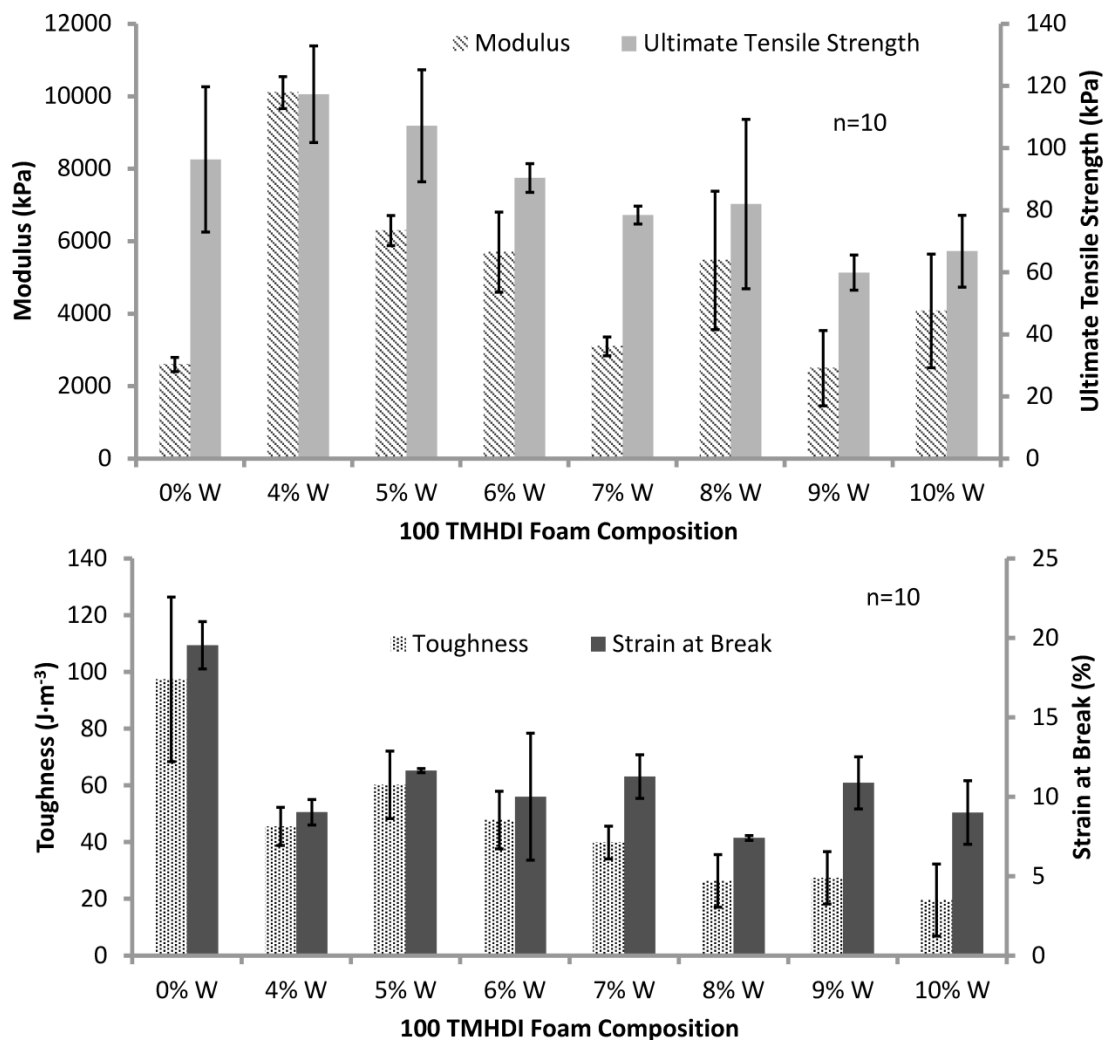 12000
10000
8000
6000
4000
2000
0
Modulus (kPa)
Modulus
Ultimate Tensile Strength
n=10
140
120
100
80
60
40
20
0
Ultimate Tensile Strength (kPa)
0% W 4% W 5% W 6% W 7% W 8% W 9% W 10% W
100 TMHDI Foam Composition
140
120
100
80
60
40
20
0
Toughness (J·m-3)
Toughness
Strain at Break
n=10
25
20
15
10
5
0
Strain at Break (%)
0% W 4% W 5% W 6% W 7% W 8% W 9% W 10% W
100 TMHDI Foam Composition